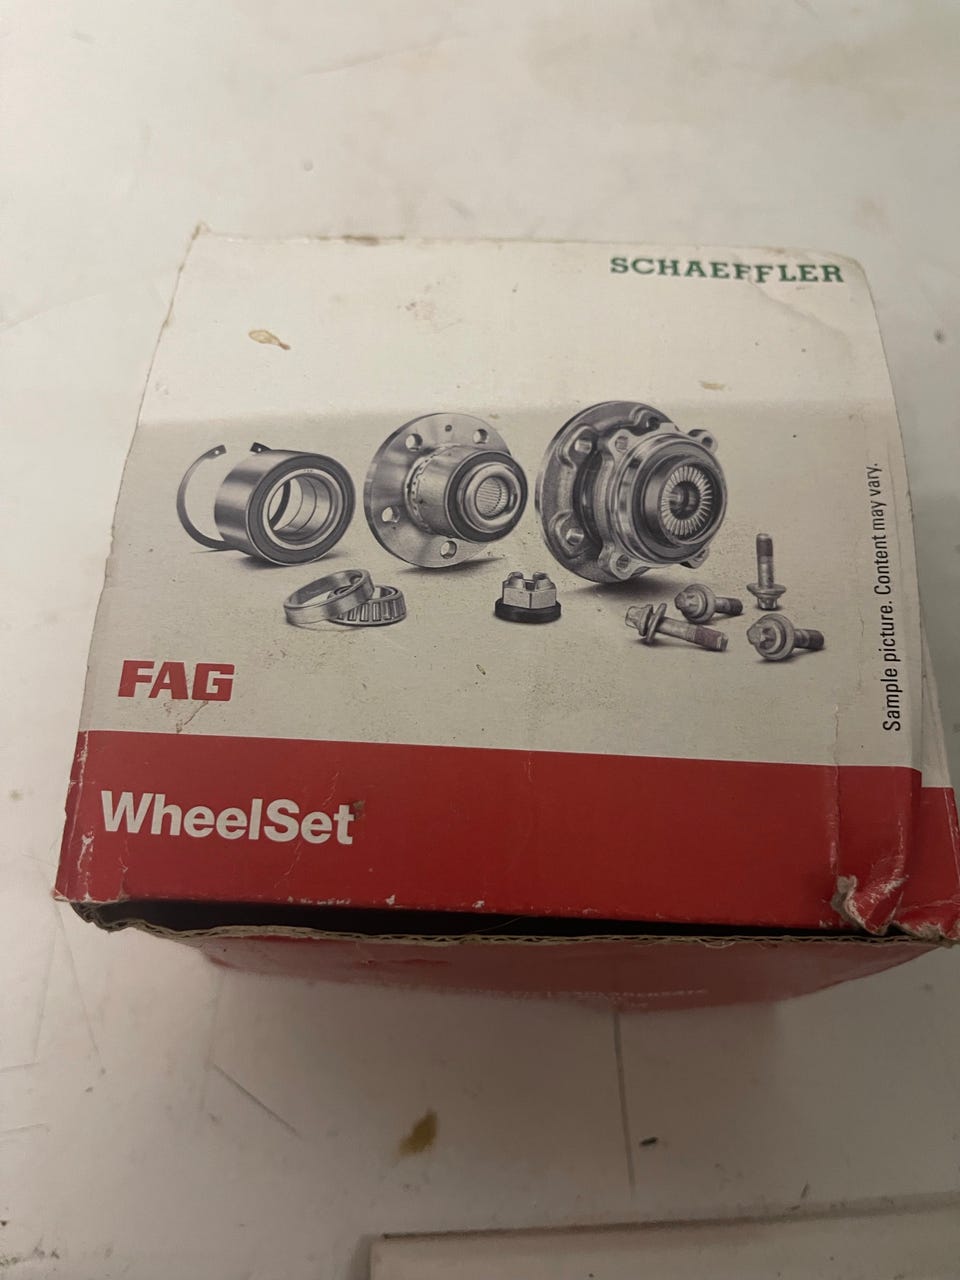 SCHAEFFLER
Sample picture. Content may vary.
FAG
WheelSet